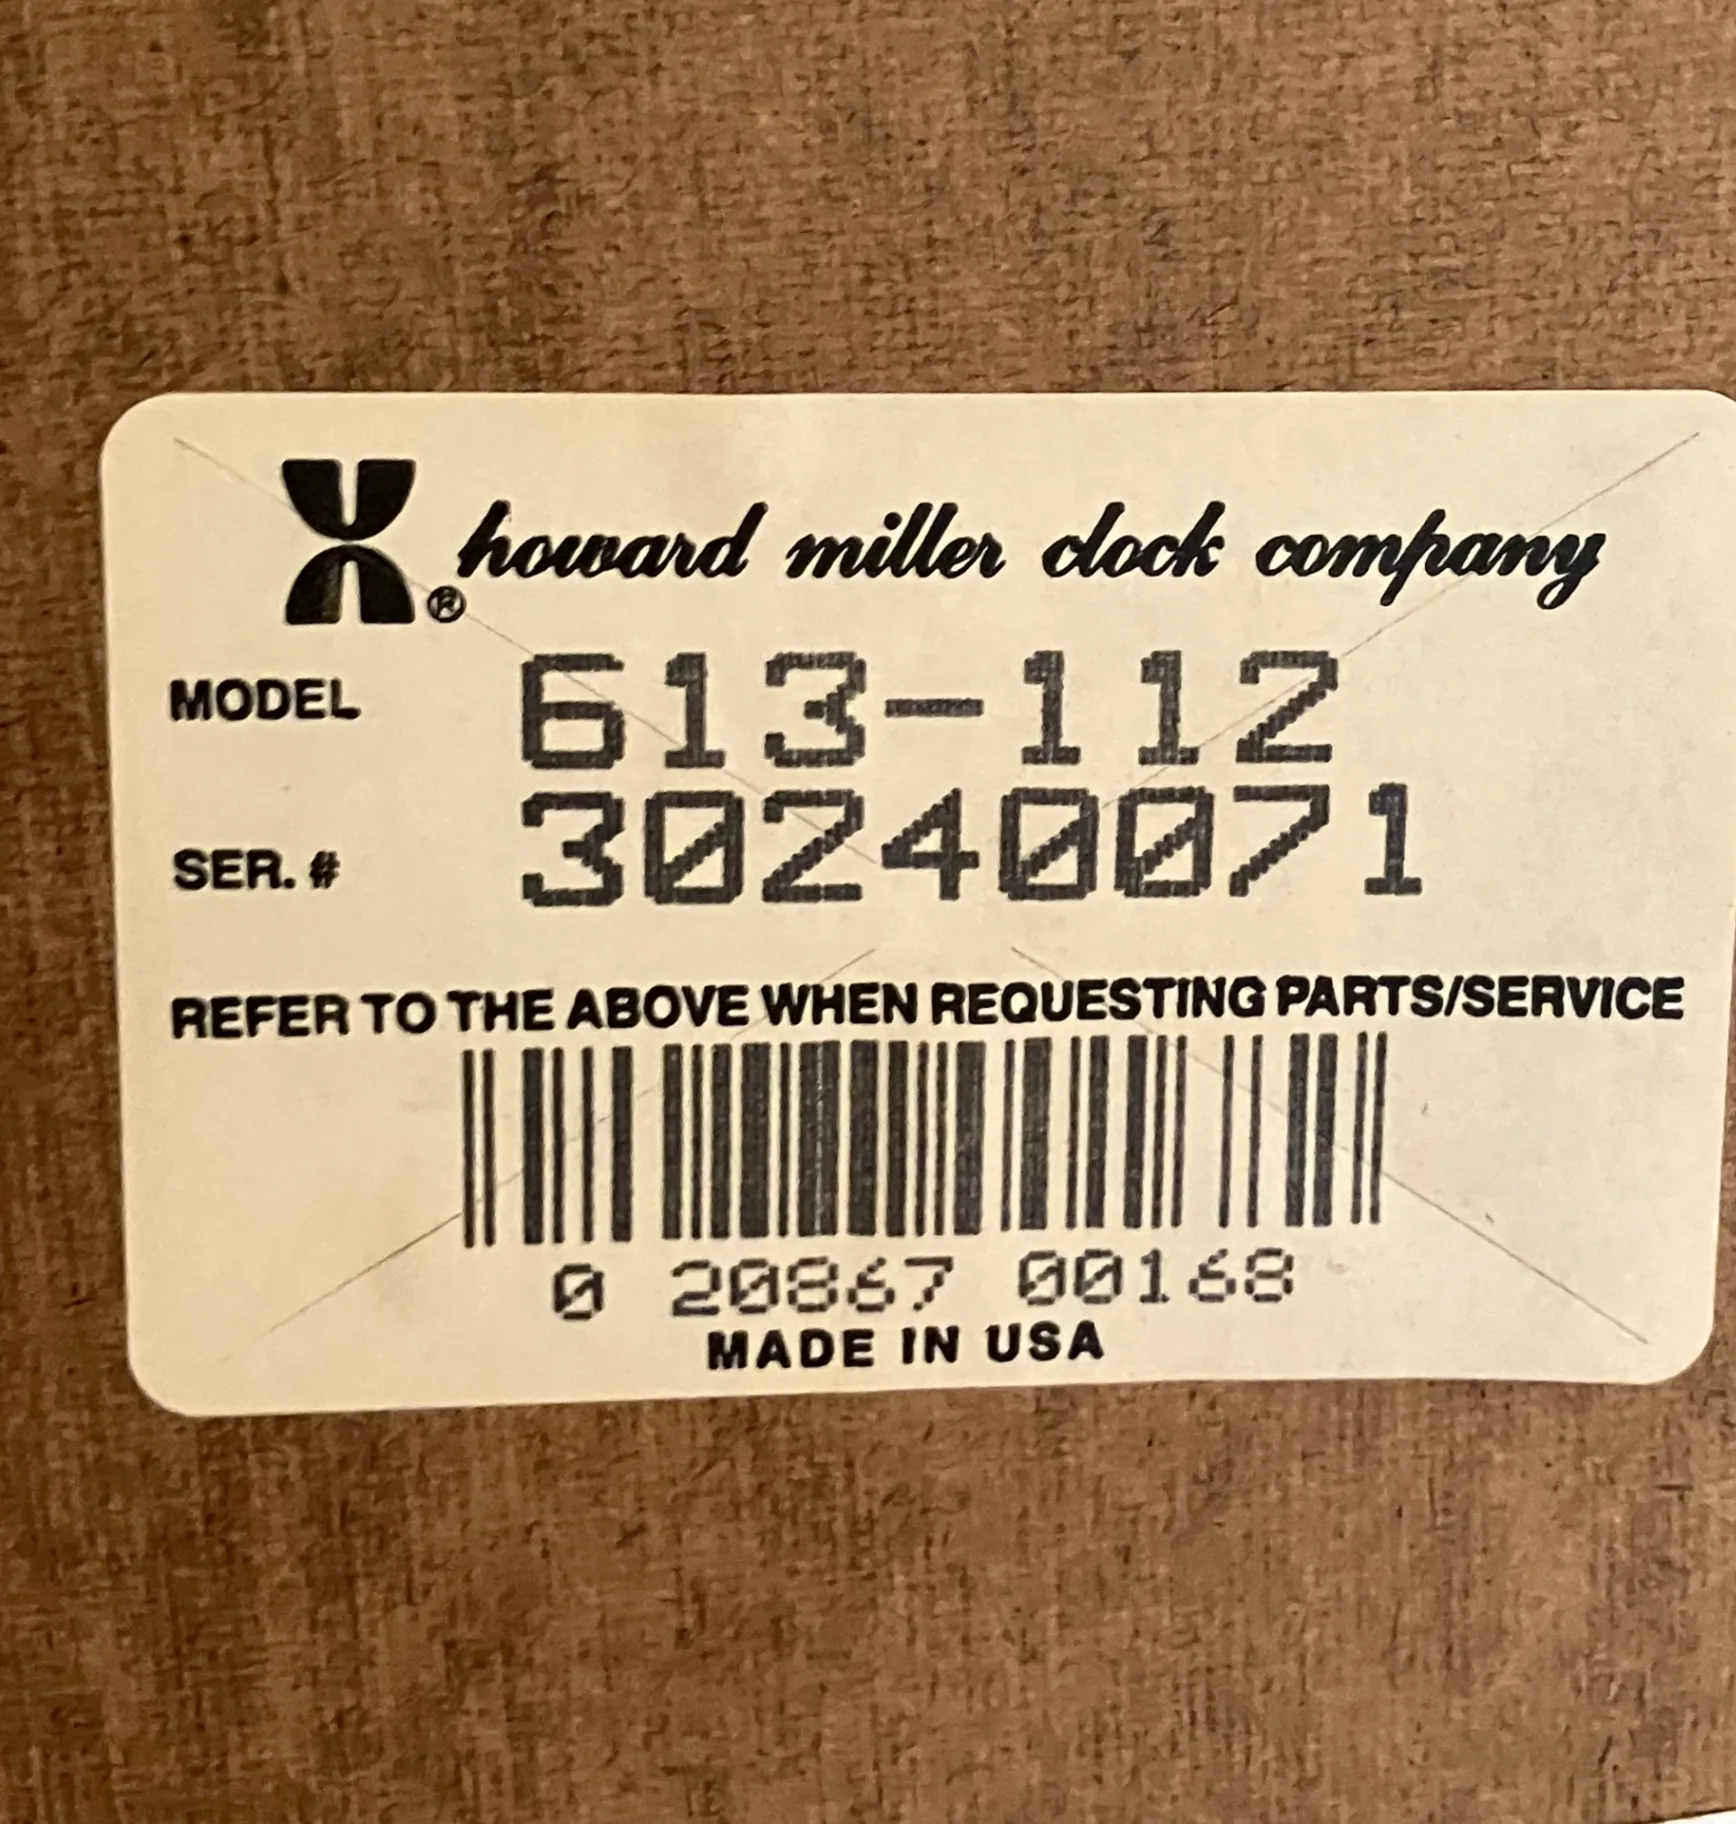 ® howard miller clock company
MODEL 613-112
SER. # 30240071
REFER TO THE ABOVE WHEN REQUESTING PARTS/SERVICE
0 20867 00168
MADE IN USA